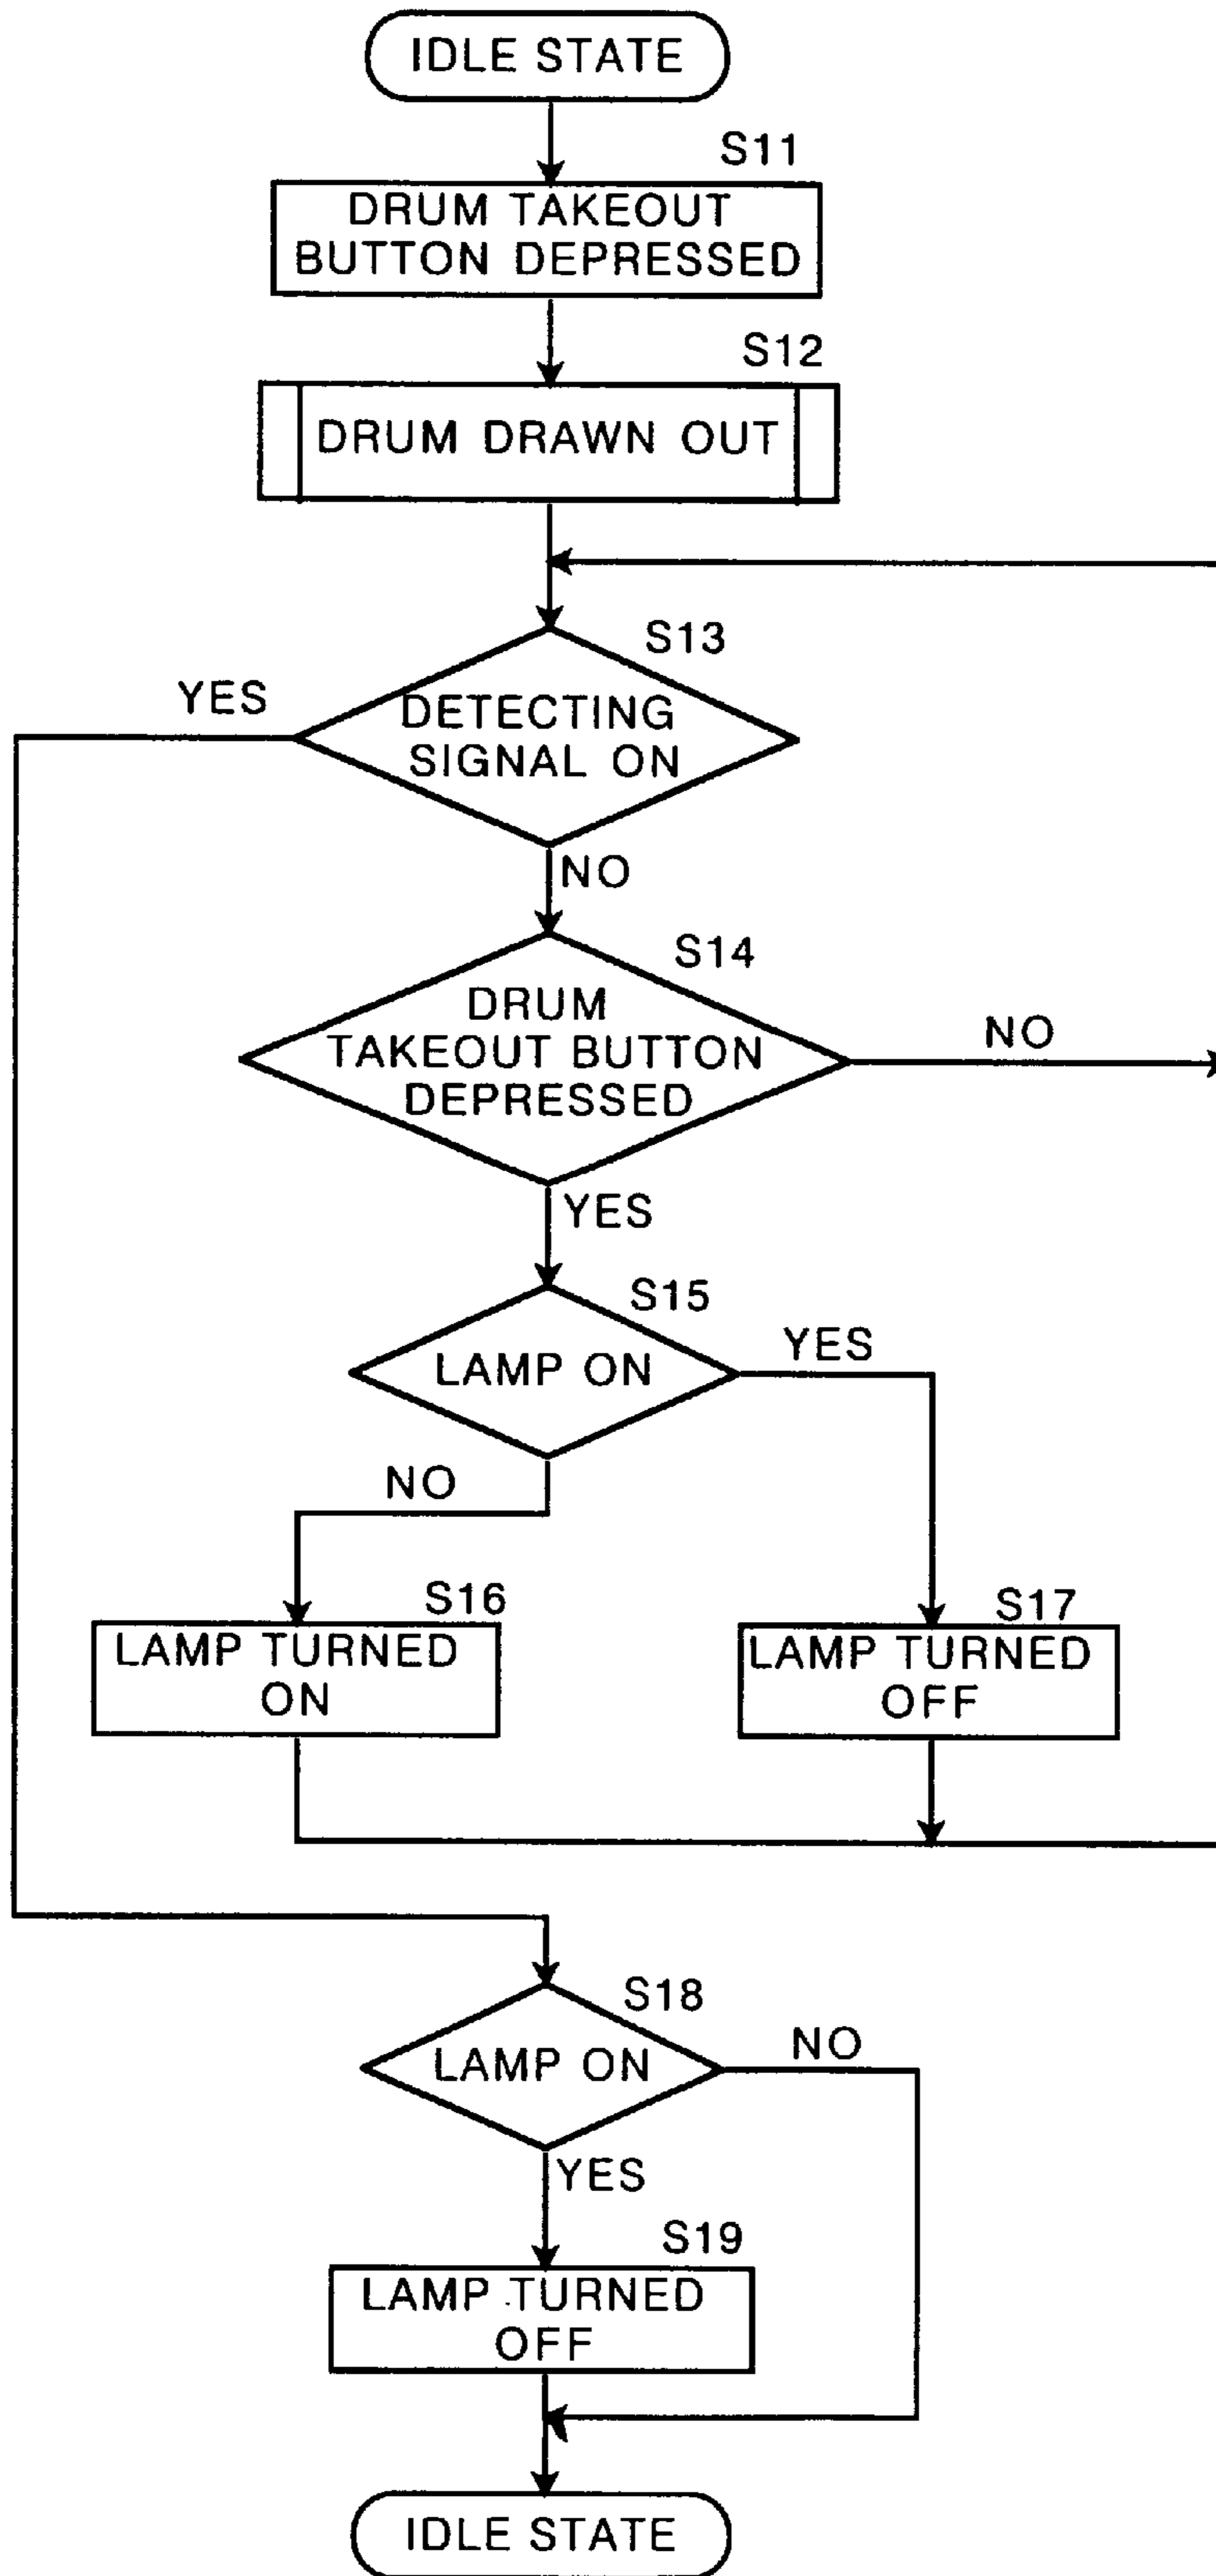 IDLE STATE
S11
DRUM TAKEOUT
BUTTON DEPRESSED
S12
DRUM DRAWN OUT
S13
YES
DETECTING
SIGNAL ON
NO
S14
DRUM
TAKEOUT BUTTON
DEPRESSED
NO
YES
S15
LAMP ON
YES
NO
S16
LAMP TURNED
ON
S17
LAMP TURNED
OFF
S18
LAMP ON
NO
YES
S19
LAMP TURNED
OFF
IDLE STATE